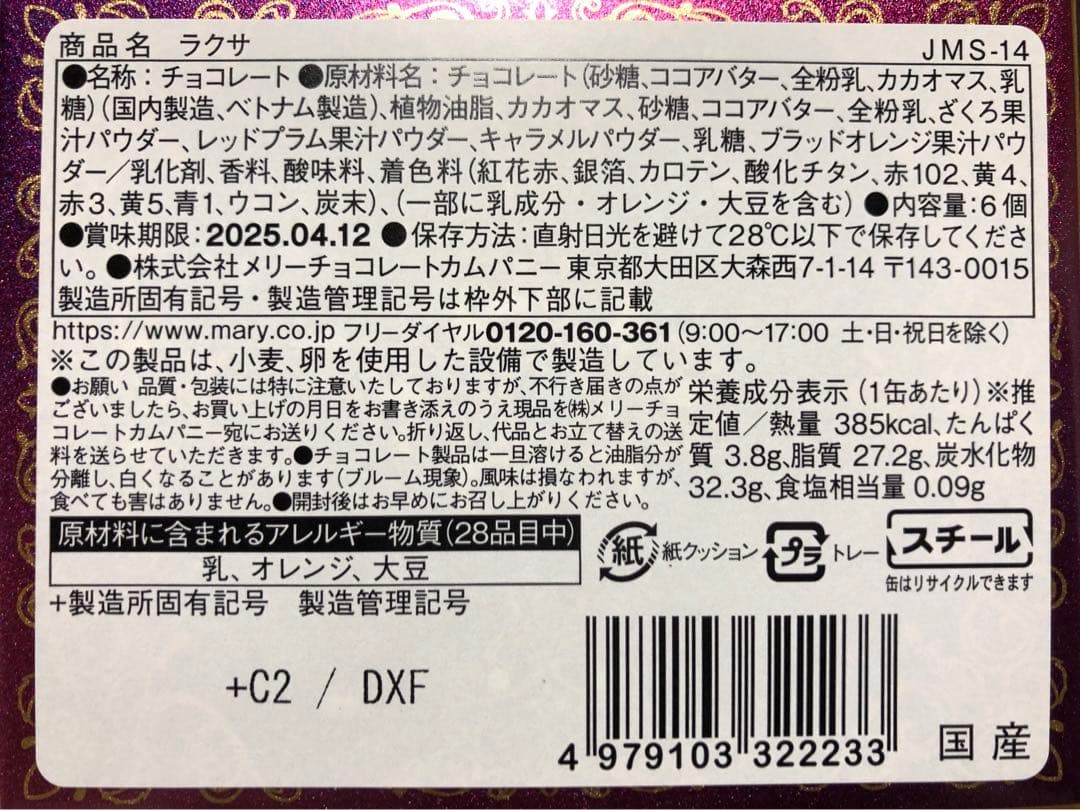 商品名 ラクサ
JMS-14
●名称：チョコレート●原材料名：チョコレート(砂糖、ココアバター、全粉乳、カカオマス、乳
糖)(国内製造、ベトナム製造)、植物油脂、カカオマス、砂糖、ココアバター、全粉乳、ざくろ果
汁パウダー、レッドプラム果汁パウダー、キャラメルパウダー、乳糖、ブラッドオレンジ果汁パウ
ダー／乳化剤、香料、酸味料、着色料(紅花赤、銀箔、カロテン、酸化チタン、赤102、黄4、
赤3、黄5、青1、ウコン、炭末)、(一部に乳成分・オレンジ・大豆を含む)●内容量：6個
●賞味期限：2025.04.12 ●保存方法：直射日光を避けて28℃以下で保存してくださ
い。●株式会社メリーチョコレートカムパニー 東京都大田区大森西7-1-14 〒143-0015
製造所固有記号・製造管理記号は枠外下部に記載
https://www.mary.co.jp フリーダイヤル0120-160-361(9:00〜17:00 土・日・祝日を除く)
※この製品は、小麦、卵を使用した設備で製造しています。
●お願い 品質・包装には特に注意いたしておりますが、不行き届きの点が
ございましたら、お買い上げの月日をお書き添えのうえ現品を㈱メリーチョ
コレートカムパニー宛にお送りください。折り返し、代品とお立て替えの送
料を送らせていただきます。●チョコレート製品は一旦溶けると油脂分が
分離し、白くなることがあります(ブルーム現象)。風味は損なわれますが、
食べても害はありません。●開封後はお早めにお召し上がりください。
栄養成分表示(1缶あたり)※推
定値／熱量 385kcal、たんぱく
質 3.8g、脂質 27.2g、炭水化物
32.3g、食塩相当量 0.09g
原材料に含まれるアレルギー物質(28品目中)
乳、オレンジ、大豆
紙 紙クッション
プラ トレー
スチール
缶はリサイクルできます
+製造所固有記号 製造管理記号
+C2 / DXF
4 979103 322233
国産